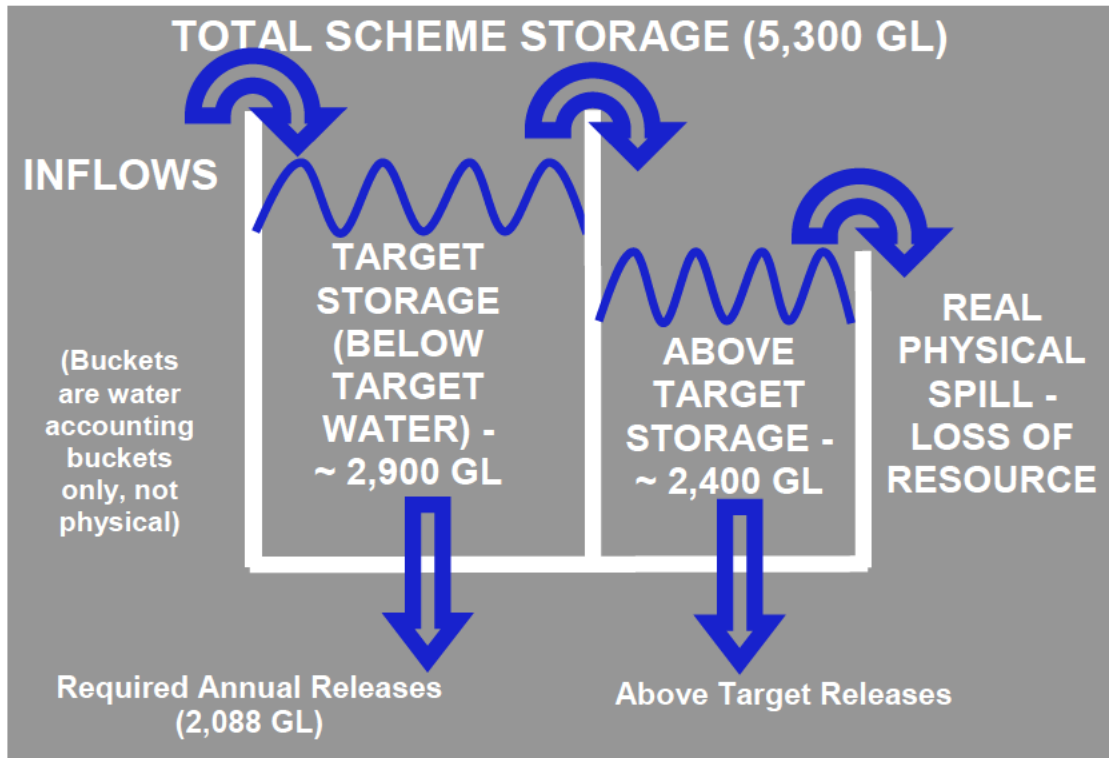 TOTAL SCHEME STORAGE (5,300 GL)
INFLOWS
(Buckets
are water
accounting
buckets
only, not
physical)
TARGET
STORAGE
(BELOW
TARGET
WATER) -
~ 2,900 GL
ABOVE
TARGET
STORAGE -
~ 2,400 GL
REAL
PHYSICAL
SPILL -
LOSS OF
RESOURCE
Required Annual Releases
(2,088 GL)
Above Target Releases